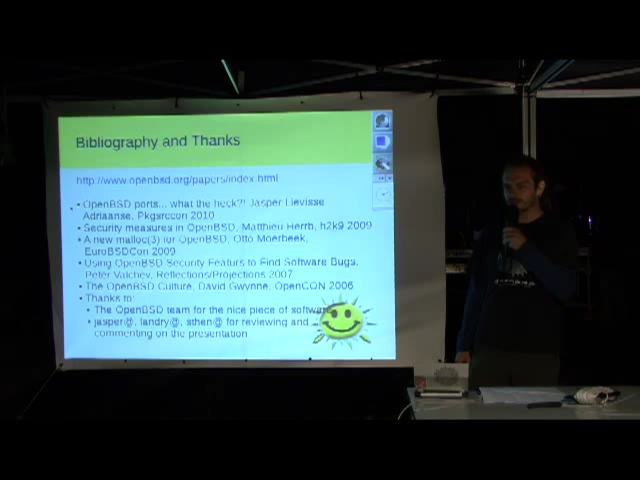 Bibliography and Thanks
http://www.openbsd.org/papers/index.html
• OpenBSD ports... what the heck?! Jasper Lievisse
Adriaanse, Pkgsrccon 2010
• Security measures in OpenBSD, Matthieu Herrb, h2k9 2009
• A new malloc(3) for OpenBSD, Otto Moerbeek,
EuroBSDCon 2009
• Using OpenBSD Security Featurs to Find Software Bugs,
Peter Valchev, Reflections/Projections 2007
• The OpenBSD Culture, David Gwynne, OpenCON 2006
• Thanks to:
• The OpenBSD team for the nice piece of software
• jasper@, landry@, sthen@ for reviewing and
commenting on the presentation